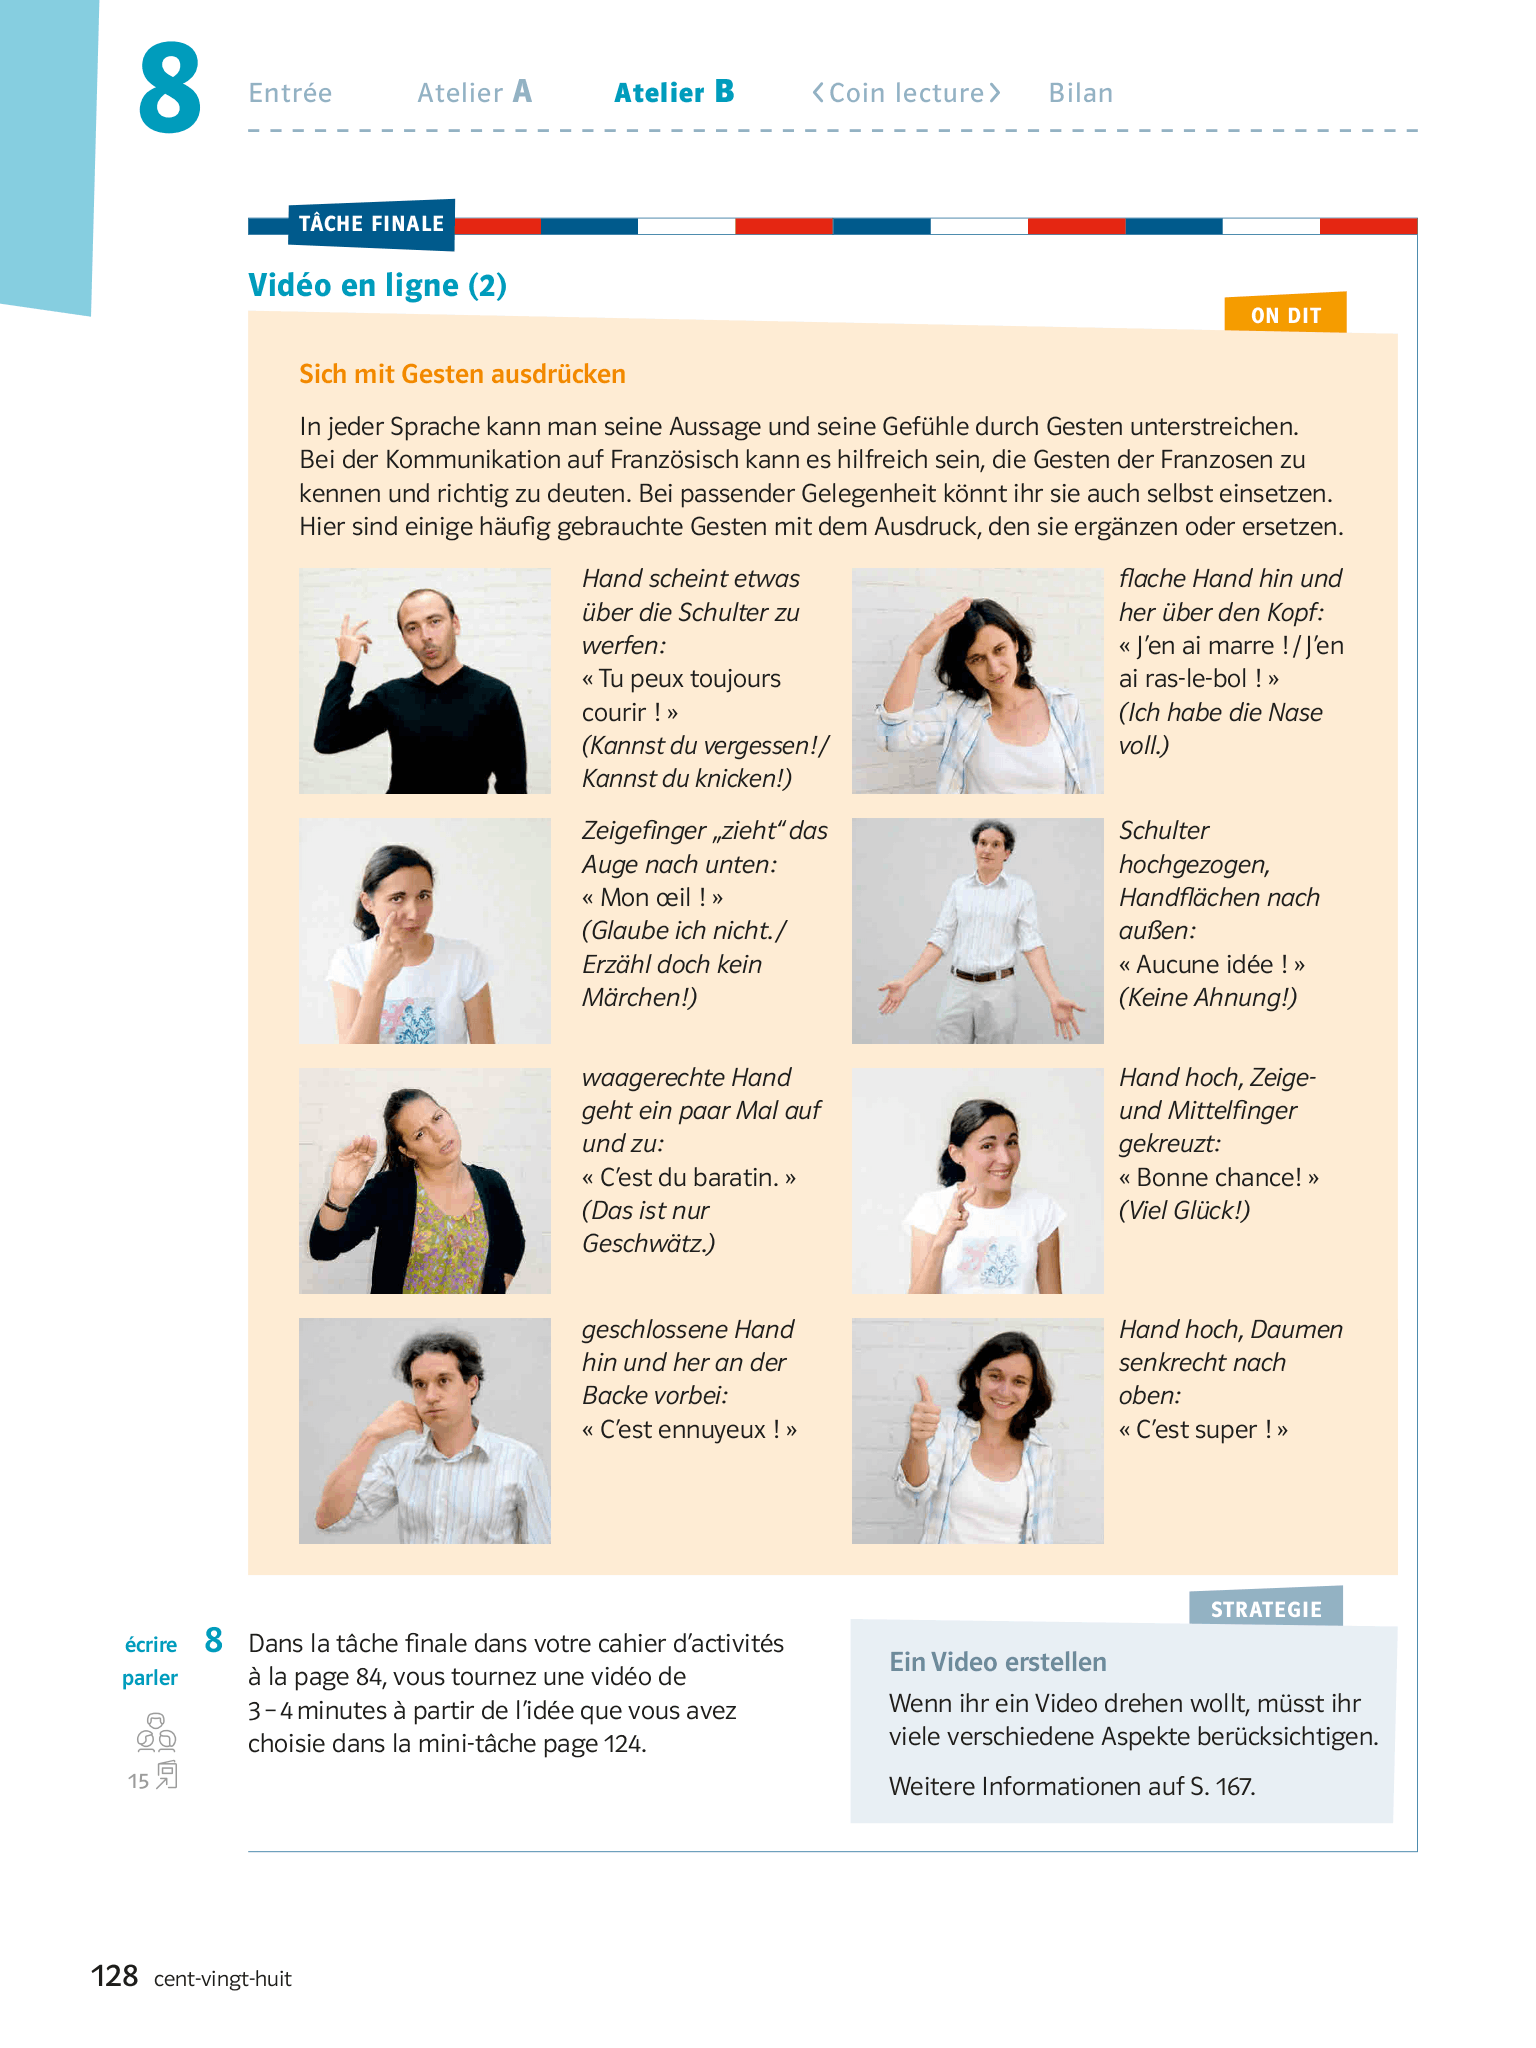 8
Entrée Atelier A Atelier B ‹Coin lecture› Bilan
TÂCHE FINALE
Vidéo en ligne (2)
ON DIT
Sich mit Gesten ausdrücken
In jeder Sprache kann man seine Aussage und seine Gefühle durch Gesten unterstreichen.
Bei der Kommunikation auf Französisch kann es hilfreich sein, die Gesten der Franzosen zu
kennen und richtig zu deuten. Bei passender Gelegenheit könnt ihr sie auch selbst einsetzen.
Hier sind einige häufig gebrauchte Gesten mit dem Ausdruck, den sie ergänzen oder ersetzen.
Hand scheint etwas
über die Schulter zu
werfen:
« Tu peux toujours
courir ! »
(Kannst du vergessen!/
Kannst du knicken!)
flache Hand hin und
her über den Kopf:
« J’en ai marre ! / J’en
ai ras-le-bol ! »
(Ich habe die Nase
voll.)
Zeigefinger „zieht“ das
Auge nach unten:
« Mon œil ! »
(Glaube ich nicht./
Erzähl doch kein
Märchen!)
Schulter
hochgezogen,
Handflächen nach
außen:
« Aucune idée ! »
(Keine Ahnung!)
waagerechte Hand
geht ein paar Mal auf
und zu:
« C’est du baratin. »
(Das ist nur
Geschwätz.)
Hand hoch, Zeige-
und Mittelfinger
gekreuzt:
« Bonne chance! »
(Viel Glück!)
geschlossene Hand
hin und her an der
Backe vorbei:
« C’est ennuyeux ! »
Hand hoch, Daumen
senkrecht nach
oben:
« C’est super ! »
écrire
parler
15
8 Dans la tâche finale dans votre cahier d’activités
à la page 84, vous tournez une vidéo de
3 – 4 minutes à partir de l’idée que vous avez
choisie dans la mini-tâche page 124.
STRATEGIE
Ein Video erstellen
Wenn ihr ein Video drehen wollt, müsst ihr
viele verschiedene Aspekte berücksichtigen.
Weitere Informationen auf S. 167.
128 cent-vingt-huit